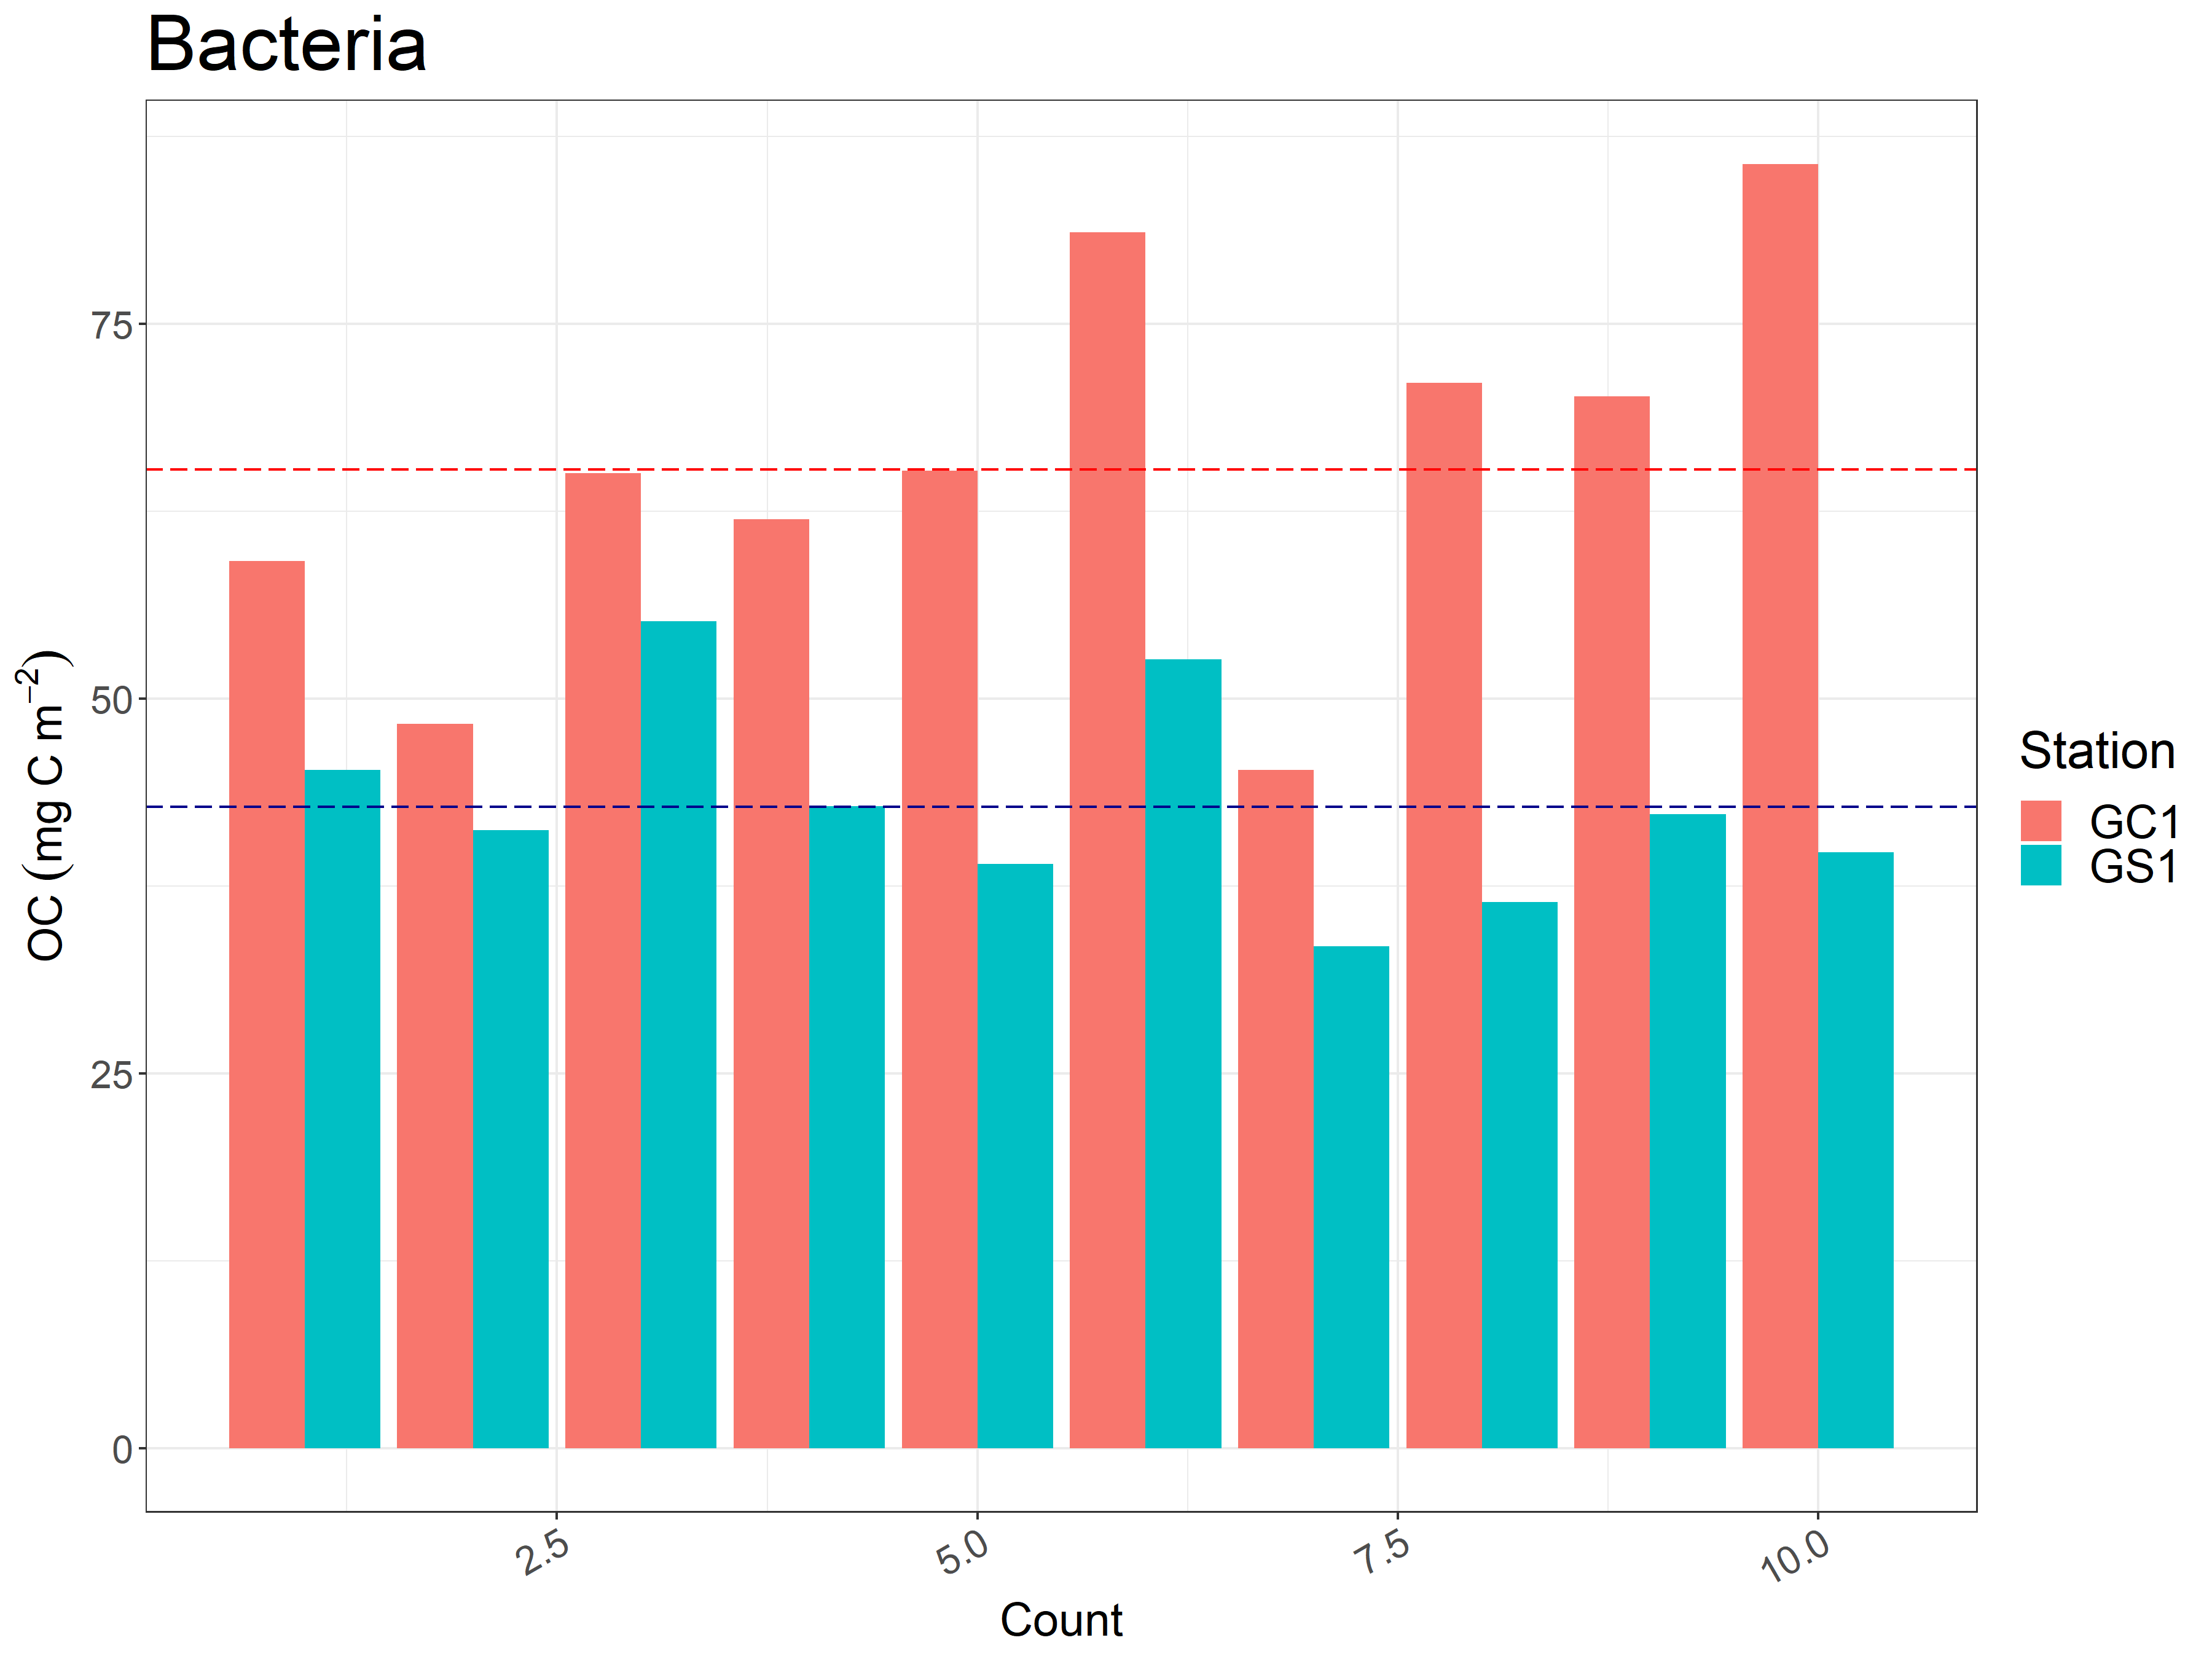 Bacteria
75
50
25
0
OC (mg C m⁻²)
2.5
5.0
7.5
10.0
Count
Station
GC1
GS1